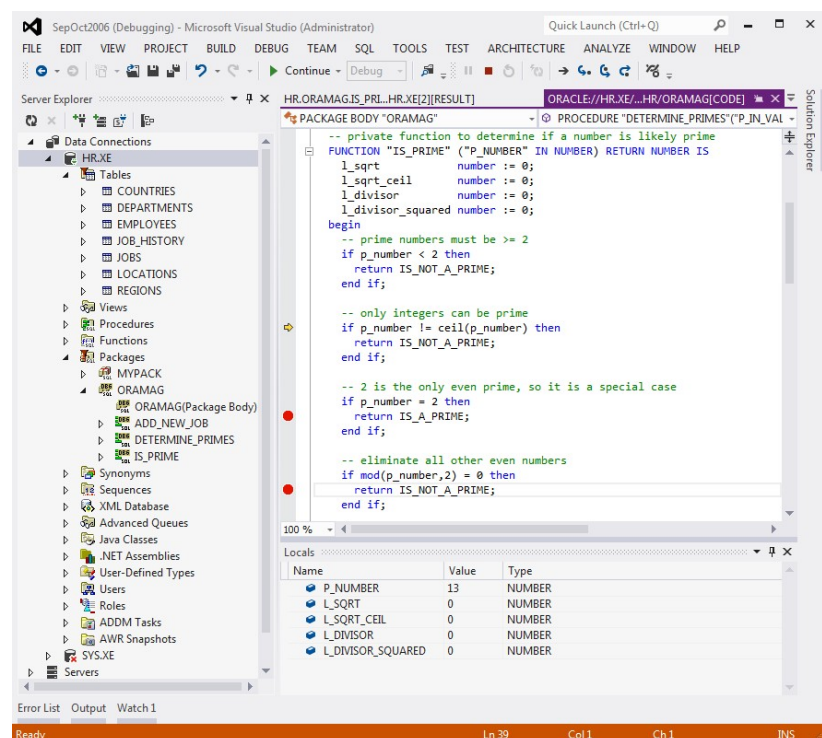 SepOct2006 (Debugging) - Microsoft Visual Studio (Administrator)
Quick Launch (Ctrl+Q)
FILE EDIT VIEW PROJECT BUILD DEBUG TEAM SQL TOOLS TEST ARCHITECTURE ANALYZE WINDOW HELP
Continue Debug
Server Explorer
Data Connections
HR.XE
Tables
COUNTRIES
DEPARTMENTS
EMPLOYEES
JOB_HISTORY
JOBS
LOCATIONS
REGIONS
Views
Procedures
Functions
Packages
MYPACK
ORAMAG
ORAMAG(Package Body)
ADD_NEW_JOB
DETERMINE_PRIMES
IS_PRIME
Synonyms
Sequences
XML Database
Advanced Queues
Java Classes
.NET Assemblies
User-Defined Types
Users
Roles
ADDM Tasks
AWR Snapshots
SYS.XE
Servers
HR.ORAMAG.IS_PRI...HR.XE[2][RESULT]
ORACLE://HR.XE/...HR/ORAMAG[CODE]
PACKAGE BODY "ORAMAG"
PROCEDURE "DETERMINE_PRIMES"("P_IN_VAL
-- private function to determine if a number is likely prime
FUNCTION "IS_PRIME" ("P_NUMBER" IN NUMBER) RETURN NUMBER IS
l_sqrt number := 0;
l_sqrt_ceil number := 0;
l_divisor number := 0;
l_divisor_squared number := 0;
begin
-- prime numbers must be >= 2
if p_number < 2 then
return IS_NOT_A_PRIME;
end if;
-- only integers can be prime
if p_number != ceil(p_number) then
return IS_NOT_A_PRIME;
end if;
-- 2 is the only even prime, so it is a special case
if p_number = 2 then
return IS_A_PRIME;
end if;
-- eliminate all other even numbers
if mod(p_number,2) = 0 then
return IS_NOT_A_PRIME;
end if;
100 %
Locals
Name Value Type
P_NUMBER 13 NUMBER
L_SQRT 0 NUMBER
L_SQRT_CEIL 0 NUMBER
L_DIVISOR 0 NUMBER
L_DIVISOR_SQUARED 0 NUMBER
Solution Explorer
Error List Output Watch 1
Ready Ln 39 Col 1 Ch 1 INS